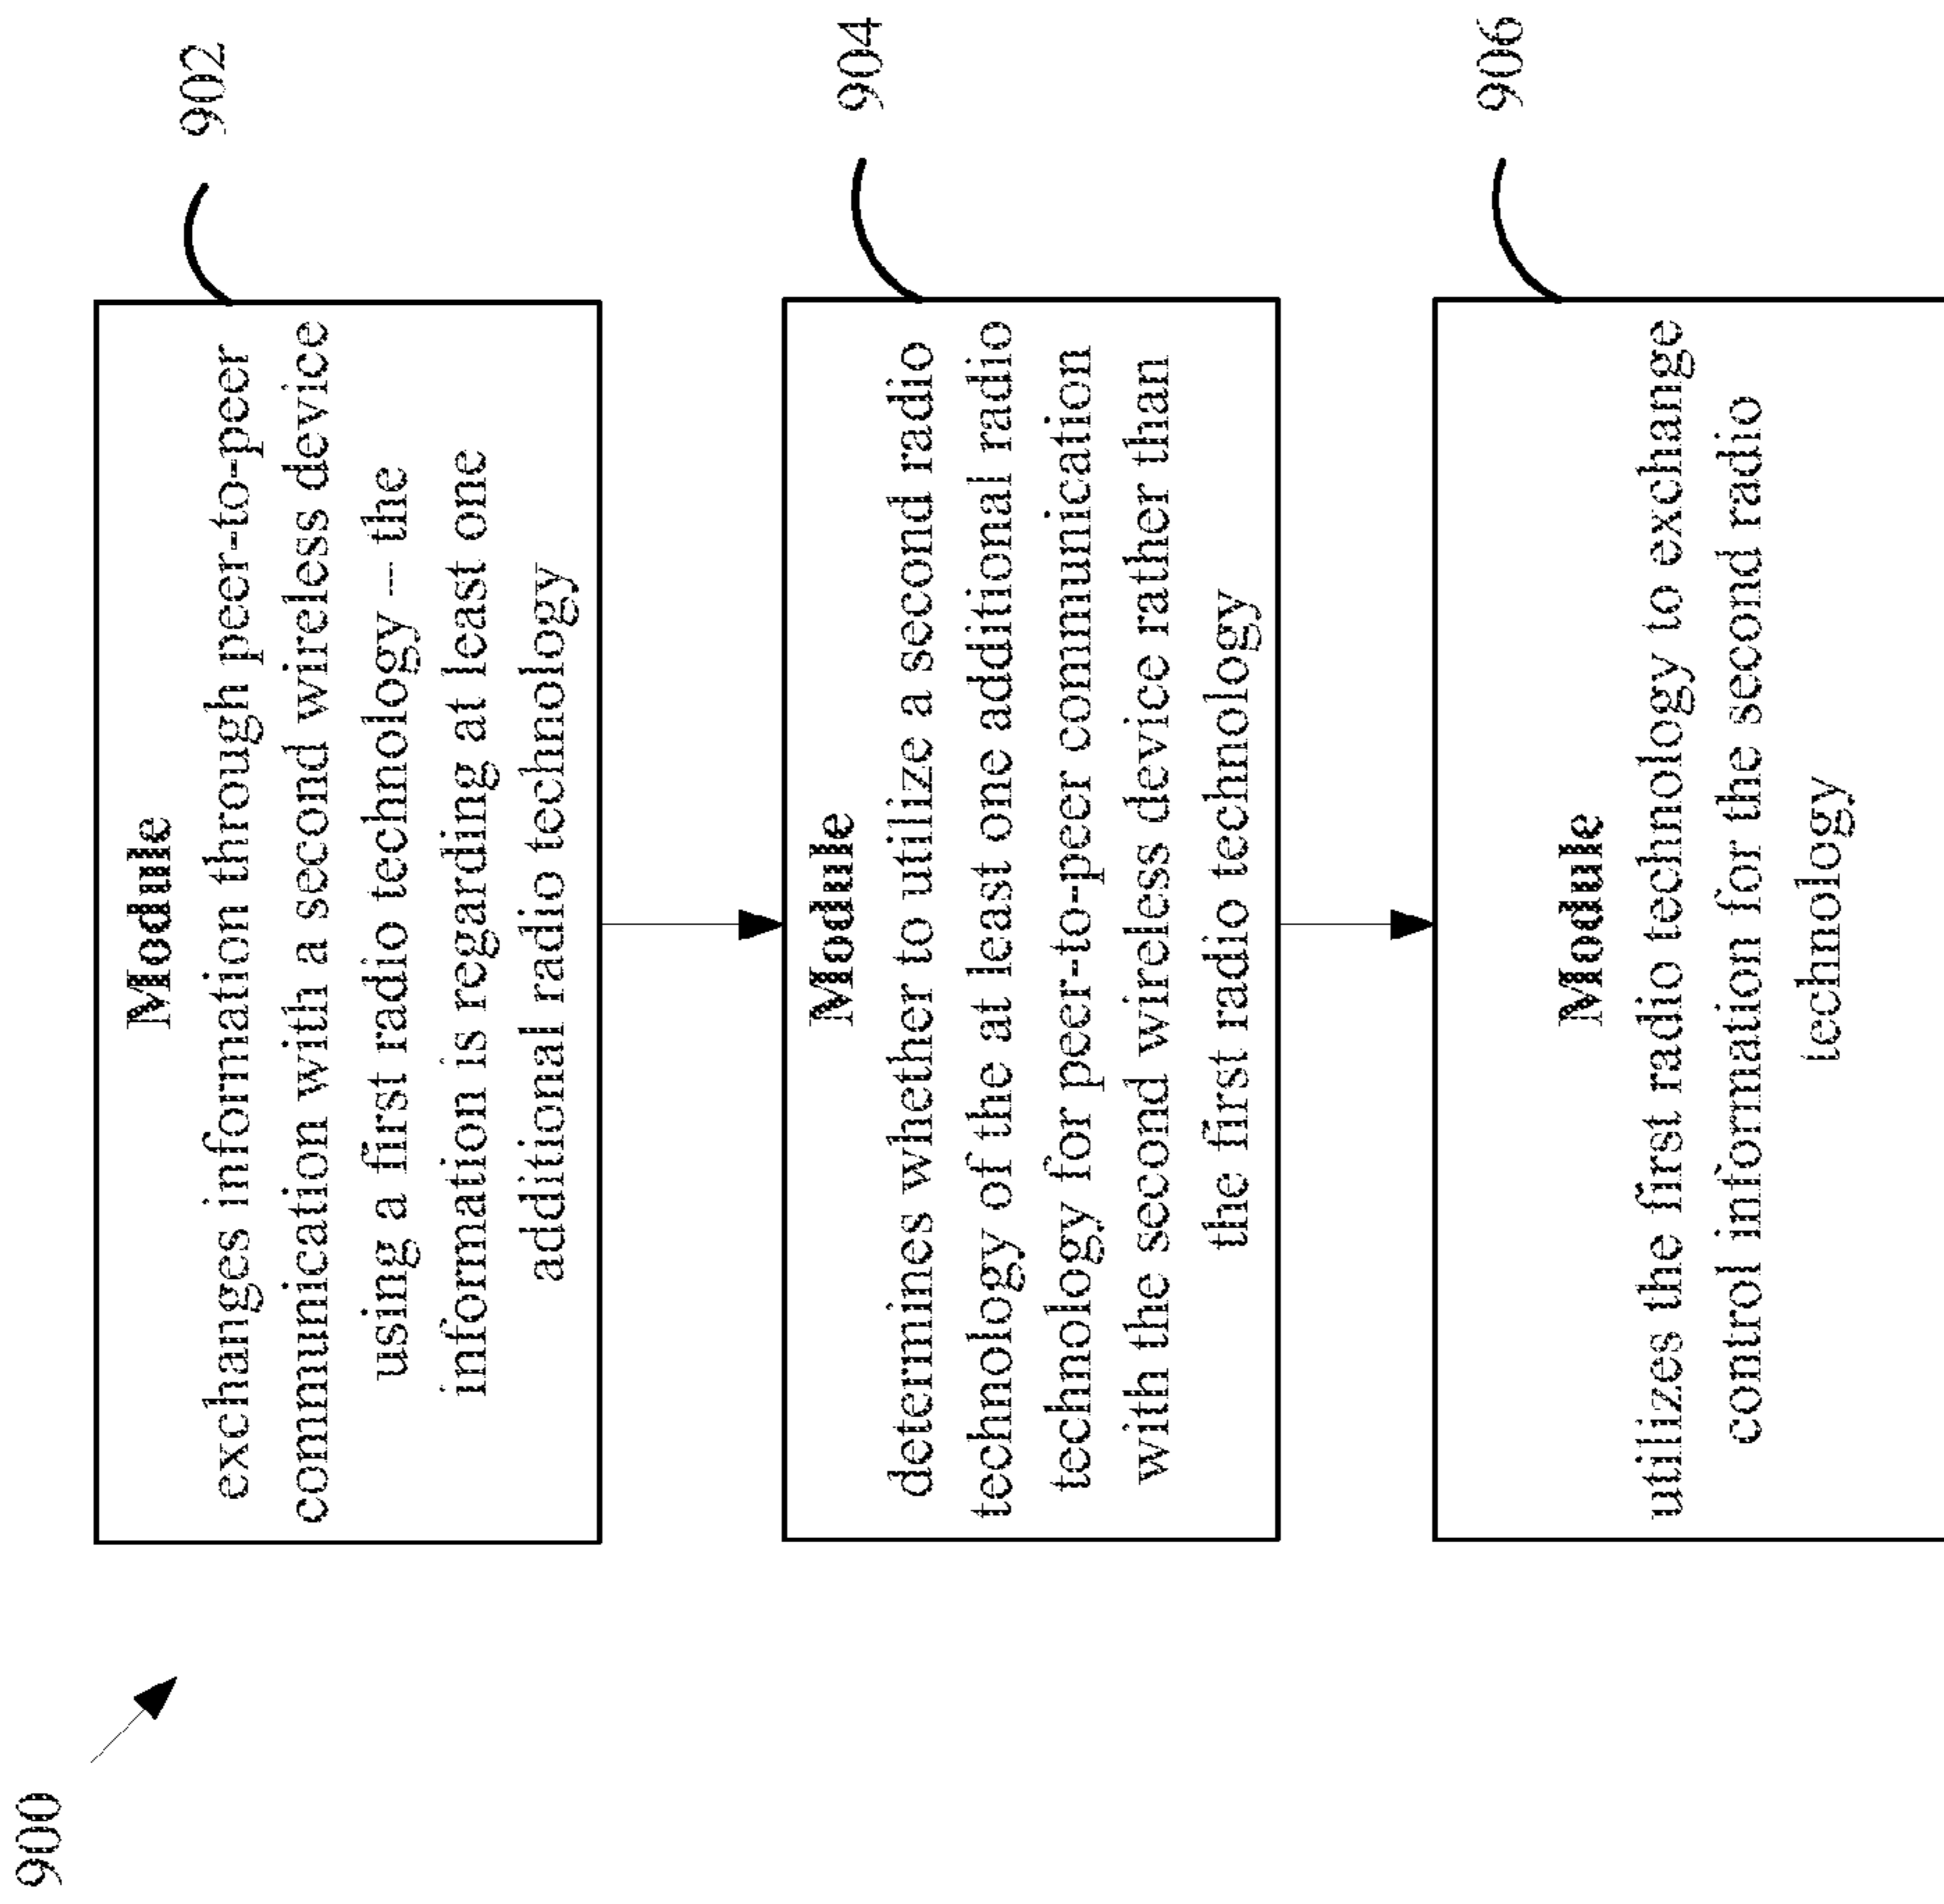 900
Module
exchanges information through peer-to-peer
communication with a second wireless device
using a first radio technology -- the
information is regarding at least one
additional radio technology
902
Module
determines whether to utilize a second radio
technology of the at least one additional radio
technology for peer-to-peer communication
with the second wireless device rather than
the first radio technology
904
Module
utilizes the first radio technology to exchange
control information for the second radio
technology
906